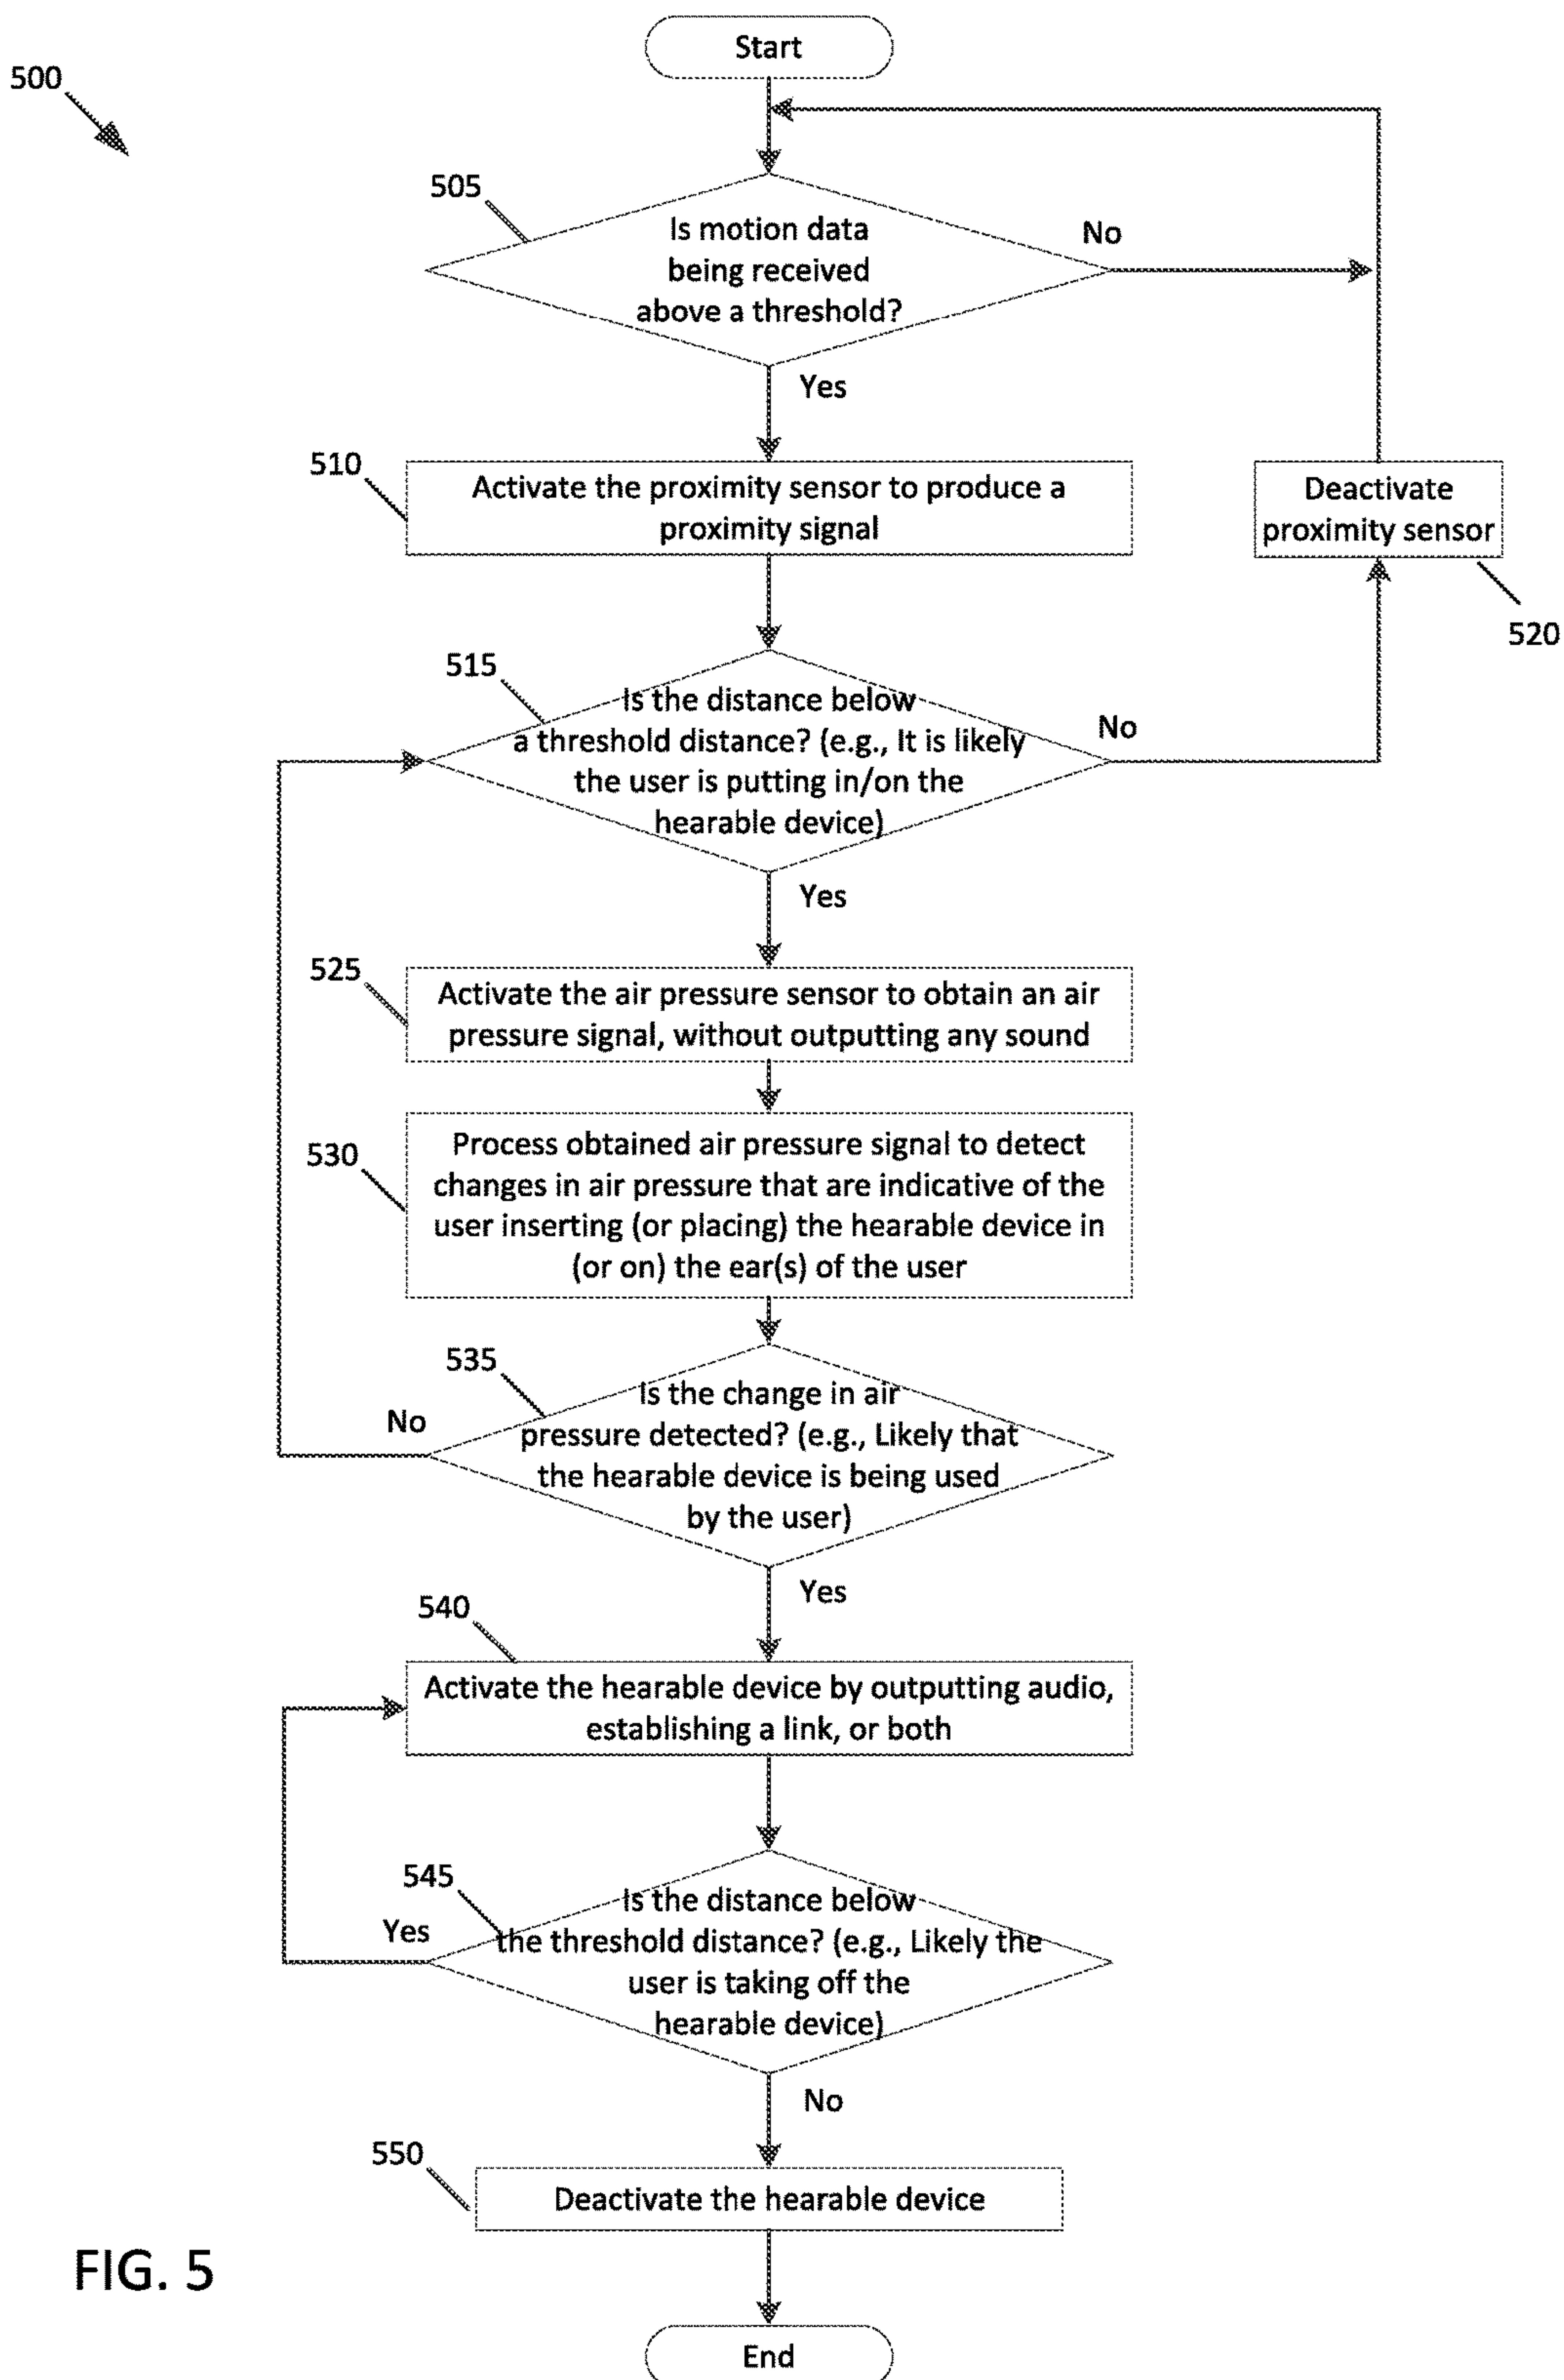 Start
500
505
Is motion data
being received
above a threshold?
No
Yes
510
Activate the proximity sensor to produce a
proximity signal
Deactivate
proximity sensor
520
515
Is the distance below
a threshold distance? (e.g., It is likely
the user is putting in/on the
hearable device)
No
Yes
525
Activate the air pressure sensor to obtain an air
pressure signal, without outputting any sound
530
Process obtained air pressure signal to detect
changes in air pressure that are indicative of the
user inserting (or placing) the hearable device in
(or on) the ear(s) of the user
535
Is the change in air
pressure detected? (e.g., Likely that
the hearable device is being used
by the user)
No
Yes
540
Activate the hearable device by outputting audio,
establishing a link, or both
545
Is the distance below
the threshold distance? (e.g., Likely the
user is taking off the
hearable device)
Yes
No
550
Deactivate the hearable device
FIG. 5
End